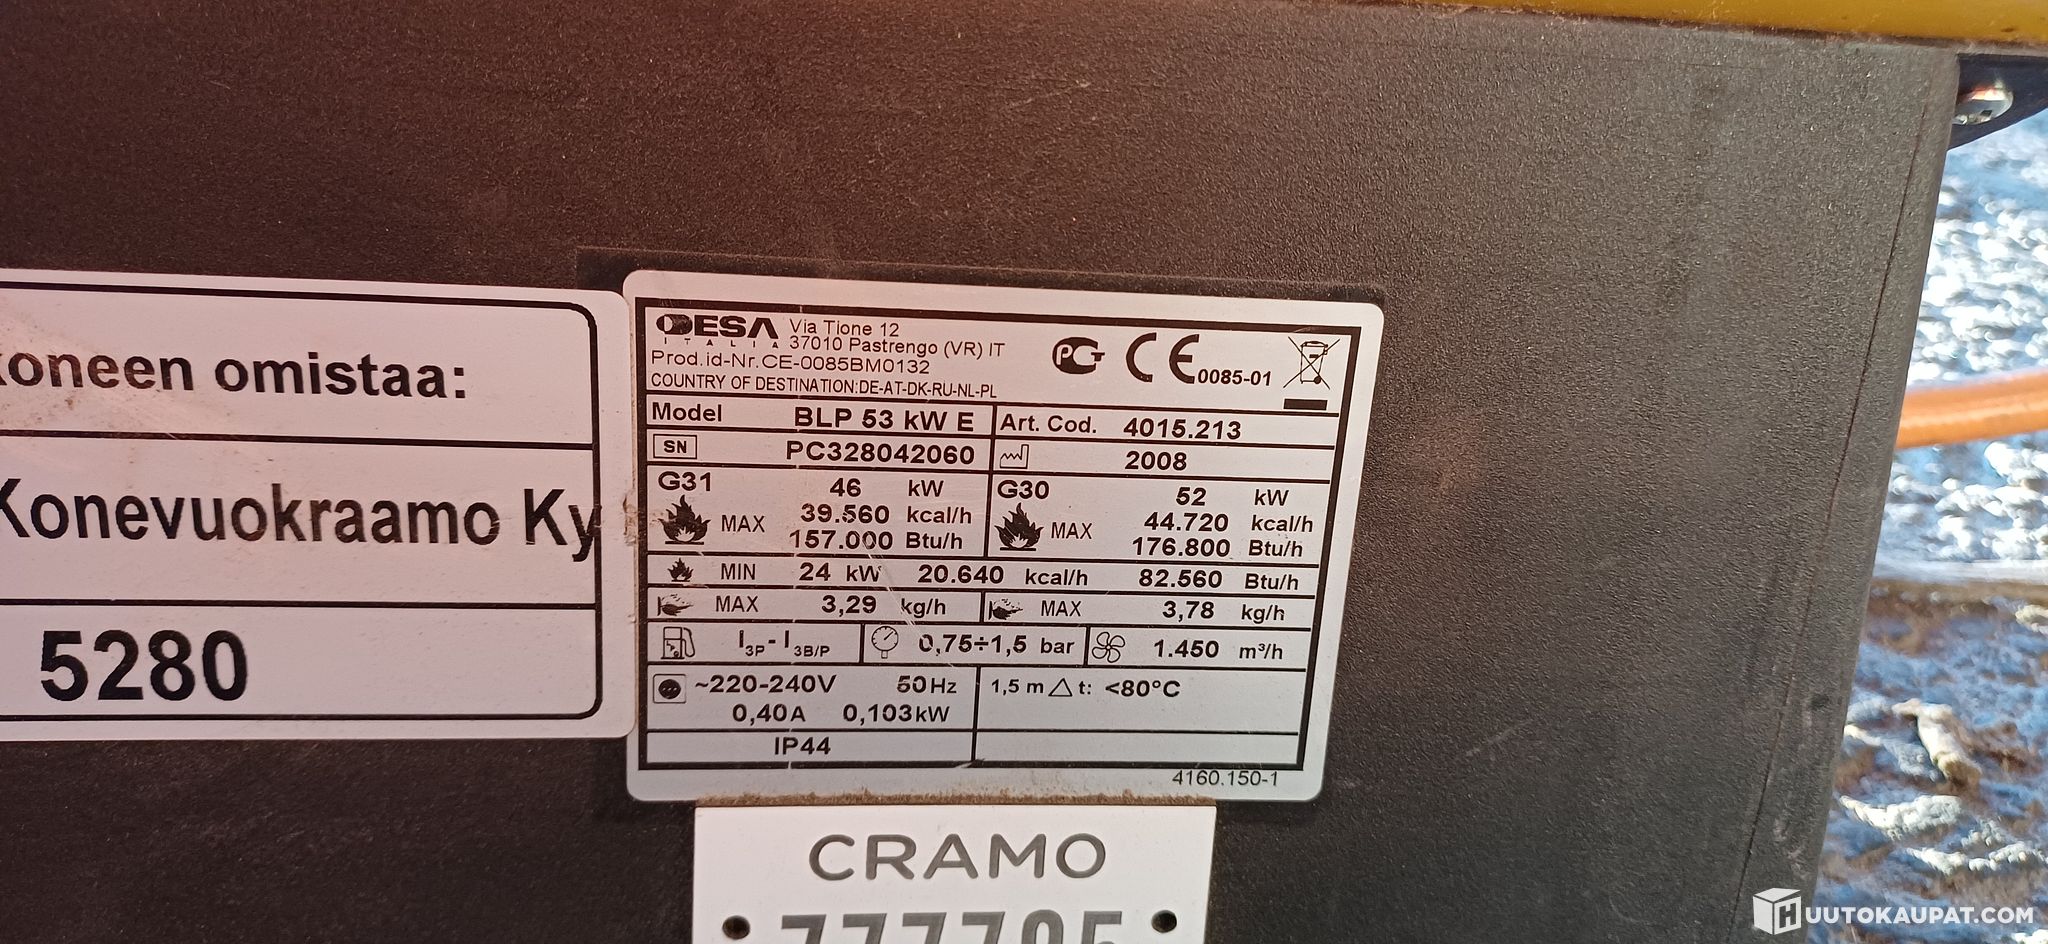 koneen omistaa:
Konevuokraamo Ky
5280
DESA Via Tione 12
ITALIA 37010 Pastrengo (VR) IT
Prod.id-Nr.CE-0085BM0132
COUNTRY OF DESTINATION:DE-AT-DK-RU-NL-PL
CE 0085-01
Model BLP 53 kW E Art. Cod. 4015.213
SN PC328042060 2008
G31 46 kW G30 52 kW
MAX 39.560 kcal/h MAX 44.720 kcal/h
157.000 Btu/h 176.800 Btu/h
MIN 24 kW 20.640 kcal/h 82.560 Btu/h
MAX 3,29 kg/h MAX 3,78 kg/h
I3P - I3B/P 0,75÷1,5 bar 1.450 m³/h
~220-240V 50Hz 1,5 m △ t: <80°C
0,40A 0,103kW
IP44
4160.150-1
CRAMO
HUUTOKAUPAT.COM